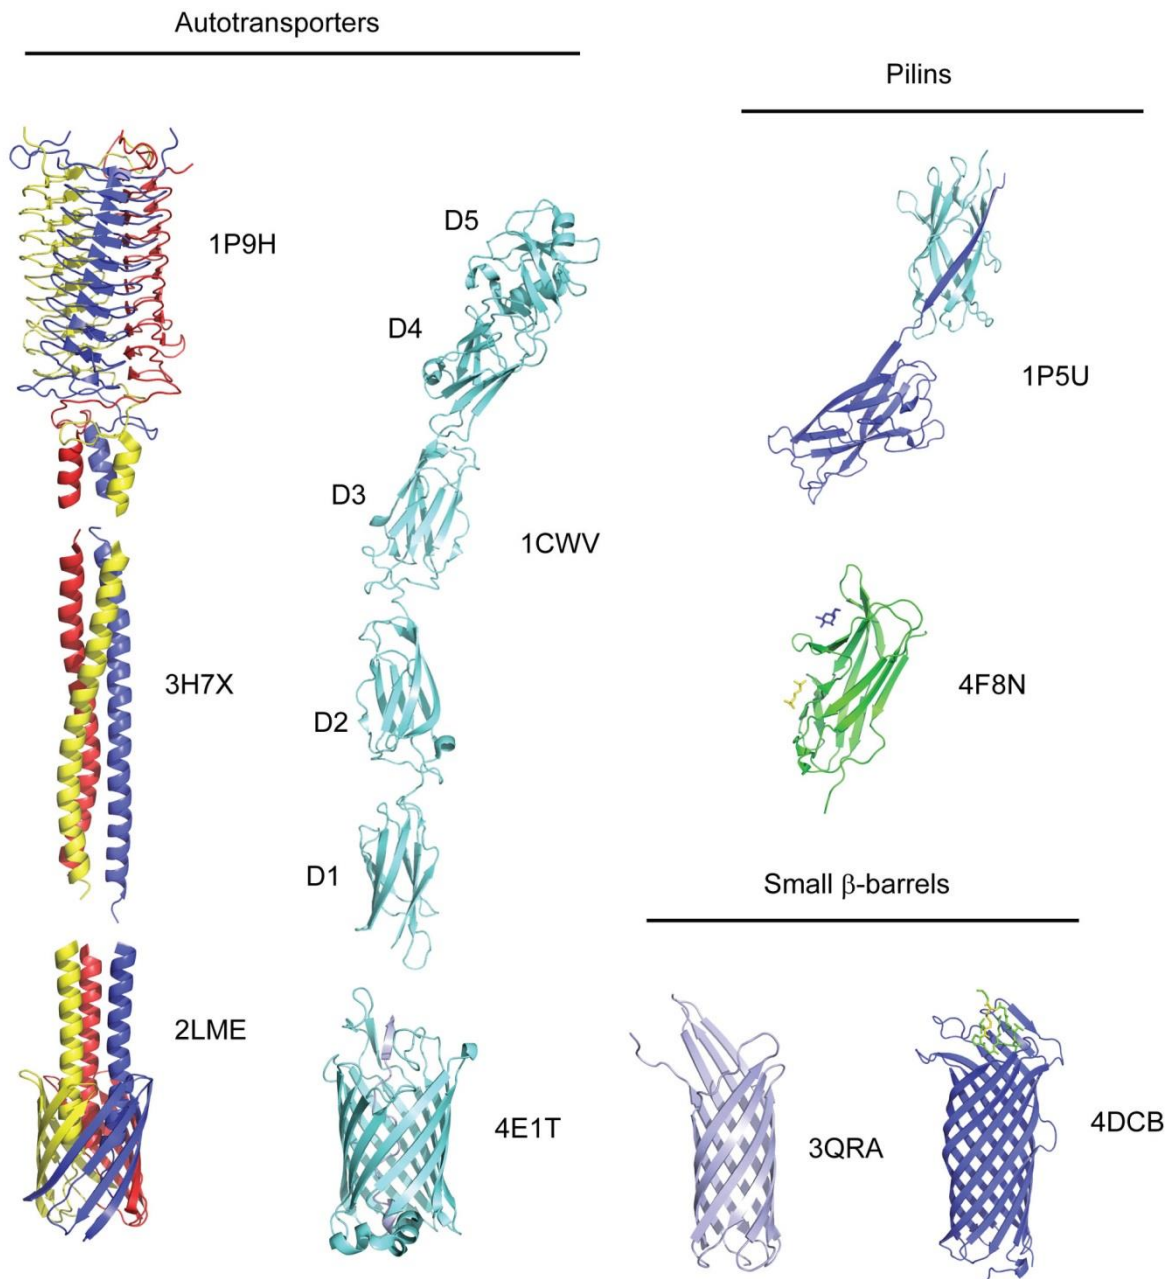 Autotransporters
Pilins
1P9H
D5
D4
1P5U
D3
1CWV
3H7X
4F8N
D2
D1
Small β-barrels
2LME
4E1T
3QRA
4DCB